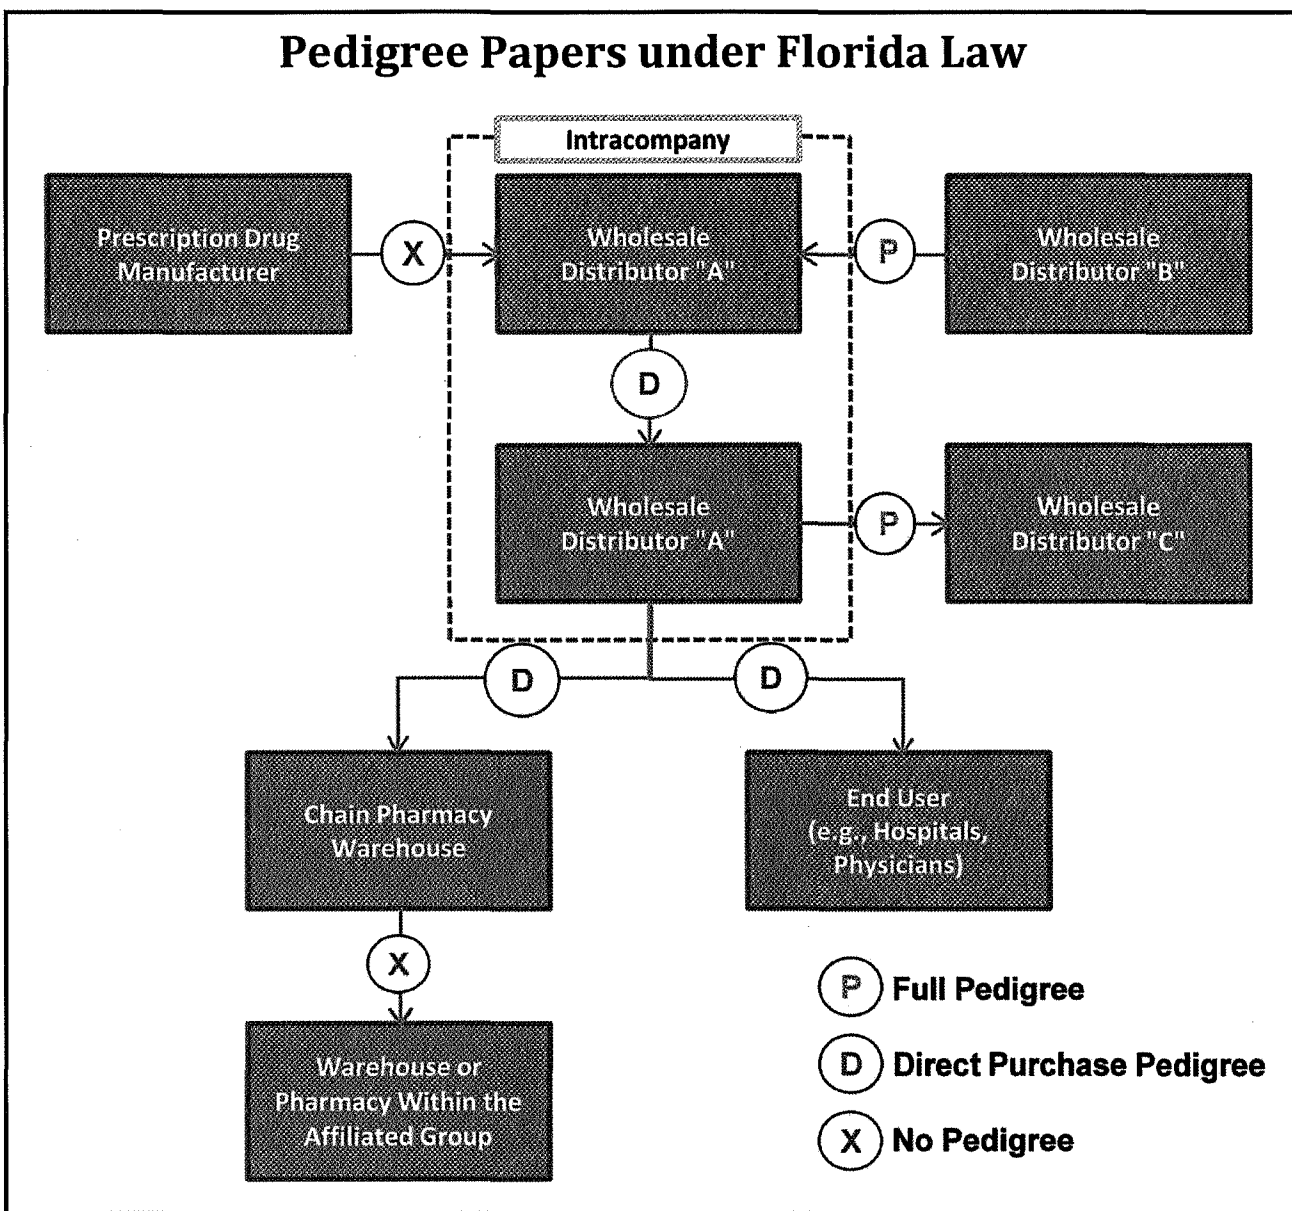 Pedigree Papers under Florida Law
Intracompany
Prescription Drug
Manufacturer
X
Wholesale
Distributor "A"
P
Wholesale
Distributor "B"
D
Wholesale
Distributor "A"
P
Wholesale
Distributor "C"
D
D
Chain Pharmacy
Warehouse
End User
(e.g., Hospitals,
Physicians)
X
Warehouse or
Pharmacy Within the
Affiliated Group
P Full Pedigree
D Direct Purchase Pedigree
X No Pedigree